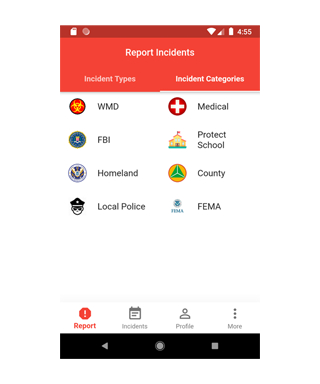 4:55
Report Incidents
Incident Types
Incident Categories
WMD
Medical
FBI
Protect
School
Homeland
County
Local Police
FEMA
FEMA
Report
Incidents
Profile
More